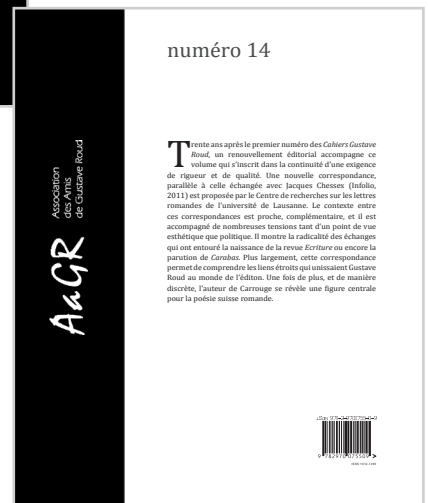 numéro 14
Association
des Amis
de Gustave Roud
AaGR
Trente ans après le premier numéro des Cahiers Gustave
Roud, un renouvellement éditorial accompagne ce
volume qui s'inscrit dans la continuité d'une exigence
de rigueur et de qualité. Une nouvelle correspondance,
parallèle à celle échangée avec Jacques Chessex (Infolio,
2011) est proposée par le Centre de recherches sur les lettres
romandes de l'université de Lausanne. Le contexte entre
ces correspondances est proche, complémentaire, et il est
accompagné de nombreuses tensions tant d'un point de vue
esthétique que politique. Il montre la radicalité des échanges
qui ont entouré la naissance de la revue Ecriture ou encore la
parution de Carabas. Plus largement, cette correspondance
permet de comprendre les liens étroits qui unissaient Gustave
Roud au monde de l'éditon. Une fois de plus, et de manière
discrète, l'auteur de Carrouge se révèle une figure centrale
pour la poésie suisse romande.
9 782970 075509 >